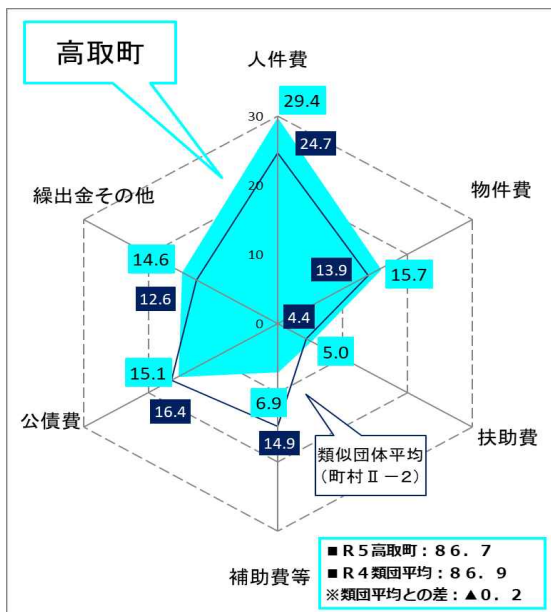 高取町
人件費
29.4
30
24.7
20
物件費
繰出金その他
14.6
10
13.9
15.7
12.6
4.4
0
5.0
15.1
6.9
16.4
14.9
公債費
扶助費
類似団体平均
(町村Ⅱ－2)
補助費等
■R5高取町：86．7
■R4類団平均：86．9
※類団平均との差：▲0．2